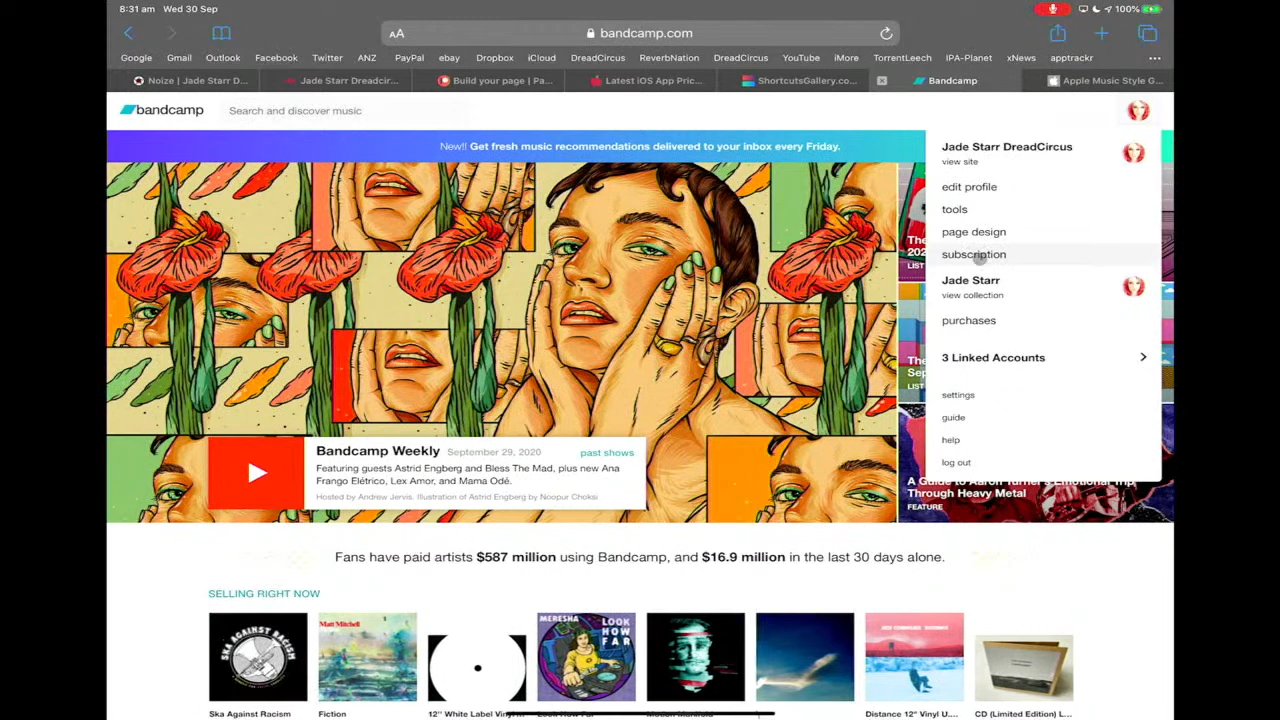 8:31 am Wed 30 Sep
100%
AA
bandcamp.com
Google Gmail Outlook Facebook Twitter ANZ PayPal ebay Dropbox iCloud DreadCircus ReverbNation DreadCircus YouTube iMore TorrentLeech IPA-Planet xNews apptrackr
Noize | Jade Starr D...
Jade Starr Dreadcir...
Build your page | Pa...
Latest iOS App Pric...
ShortcutsGallery.co...
Bandcamp
Apple Music Style G...
bandcamp
Search and discover music
New!! Get fresh music recommendations delivered to your inbox every Friday.
Jade Starr DreadCircus
view site
edit profile
tools
page design
subscription
Jade Starr
view collection
purchases
3 Linked Accounts
settings
guide
help
log out
LIST
LIST
Through Heavy Metal
FEATURE
Bandcamp Weekly September 29, 2020 past shows
Featuring guests Astrid Engberg and Bless The Mad, plus new Ana
Frango Elétrico, Lex Amor, and Mama Odé.
Hosted by Andrew Jervis. Illustration of Astrid Engberg by Noopur Choksi
Fans have paid artists $587 million using Bandcamp, and $16.9 million in the last 30 days alone.
SELLING RIGHT NOW
SKA AGAINST RACISM
Matt Mitchell
MERESHA
LOOK
HOW
FAR
Ska Against Racism
Fiction
12" White Label Vinyl...
Look How Far
Distance 12" Vinyl U...
CD (Limited Edition) L...